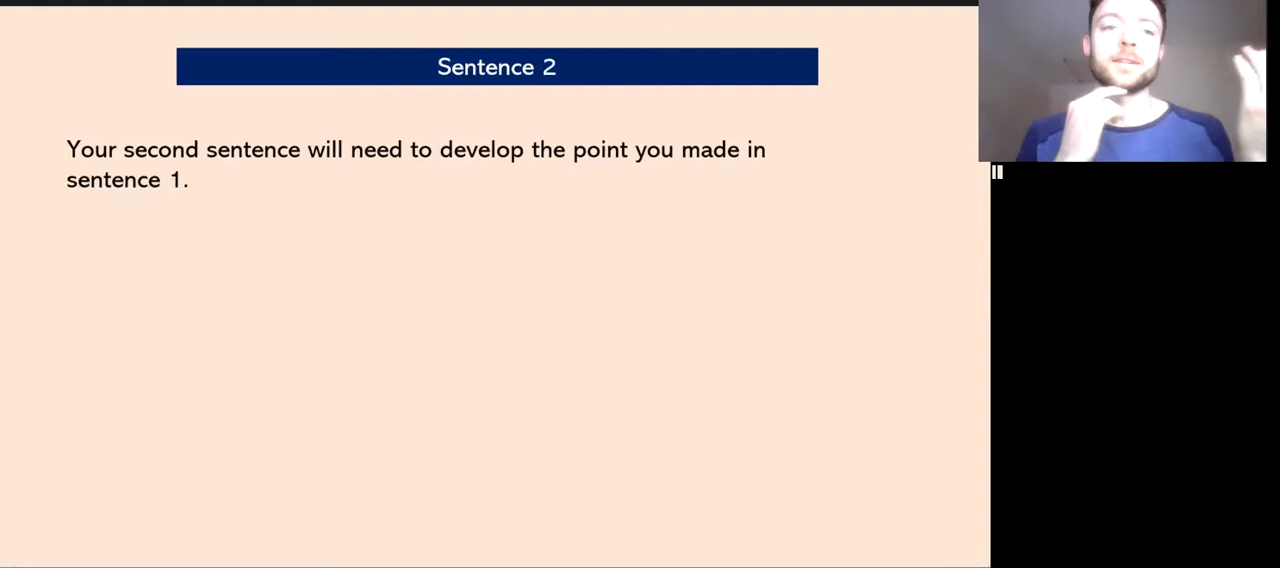 Sentence 2
Your second sentence will need to develop the point you made in
sentence 1.